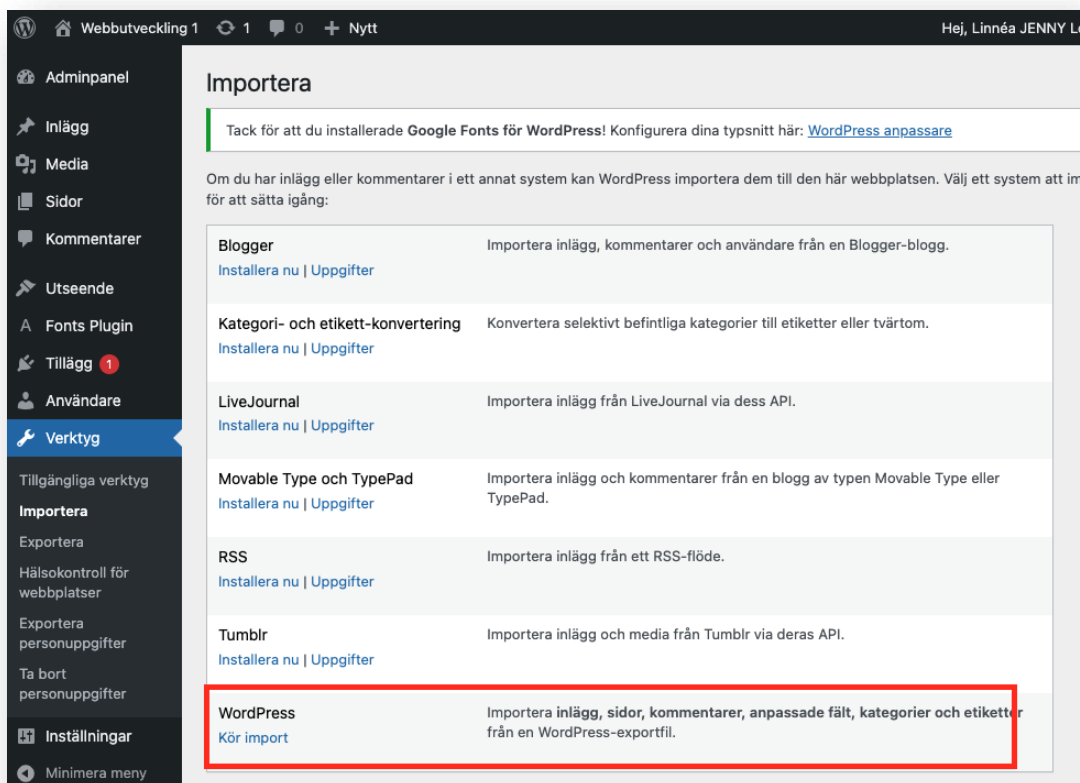 Webbutveckling 1 1 0 + Nytt Hej, Linnéa JENNY
Adminpanel
Inlägg
Media
Sidor
Kommentarer
Utseende
Fonts Plugin
Tillägg 1
Användare
Verktyg
Tillgängliga verktyg
Importera
Exportera
Hälsokontroll för
webbplatser
Exportera
personuppgifter
Ta bort
personuppgifter
Inställningar
Minimera meny
Importera
Tack för att du installerade Google Fonts för WordPress! Konfigurera dina typsnitt här: WordPress anpassare
Om du har inlägg eller kommentarer i ett annat system kan WordPress importera dem till den här webbplatsen. Välj ett system att
för att sätta igång:
Blogger
Installera nu | Uppgifter
Importera inlägg, kommentarer och användare från en Blogger-blogg.
Kategori- och etikett-konvertering
Installera nu | Uppgifter
Konvertera selektivt befintliga kategorier till etiketter eller tvärtom.
LiveJournal
Installera nu | Uppgifter
Importera inlägg från LiveJournal via dess API.
Movable Type och TypePad
Installera nu | Uppgifter
Importera inlägg och kommentarer från en blogg av typen Movable Type eller
TypePad.
RSS
Installera nu | Uppgifter
Importera inlägg från ett RSS-flöde.
Tumblr
Installera nu | Uppgifter
Importera inlägg och media från Tumblr via deras API.
WordPress
Kör import
Importera inlägg, sidor, kommentarer, anpassade fält, kategorier och etiketter
från en WordPress-exportfil.